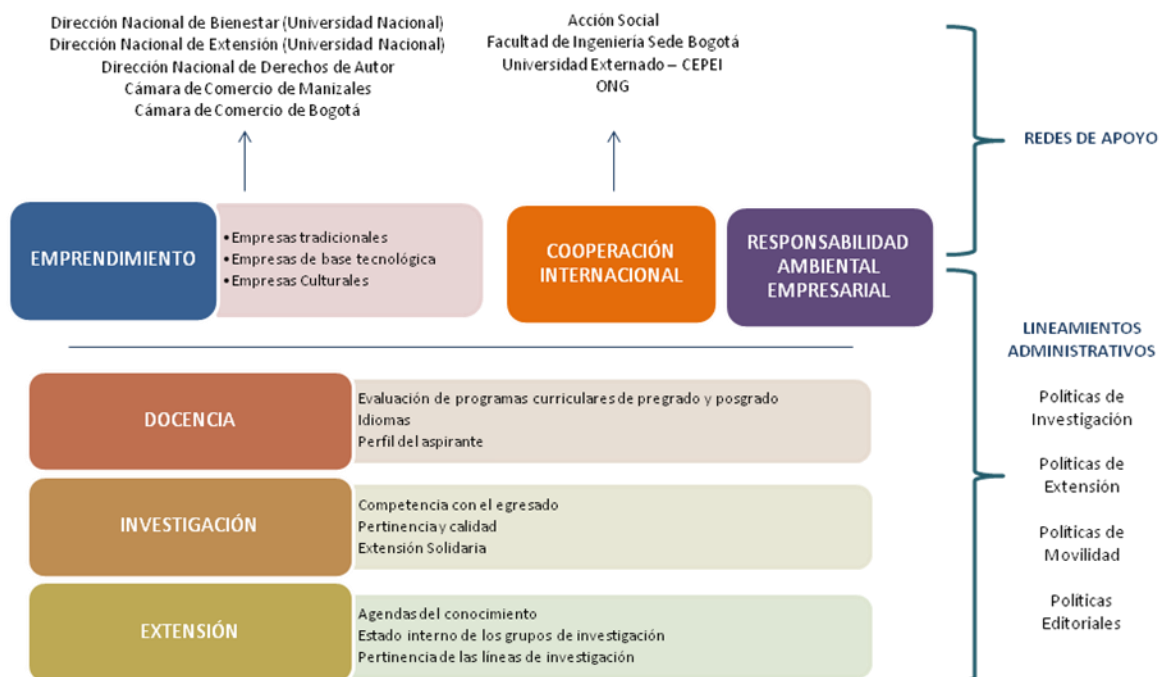 Dirección Nacional de Bienestar (Universidad Nacional)
Dirección Nacional de Extensión (Universidad Nacional)
Dirección Nacional de Derechos de Autor
Cámara de Comercio de Manizales
Cámara de Comercio de Bogotá
Acción Social
Facultad de Ingeniería Sede Bogotá
Universidad Externado – CEPEI
ONG
REDES DE APOYO
EMPRENDIMIENTO
• Empresas tradicionales
• Empresas de base tecnológica
• Empresas Culturales
COOPERACIÓN
INTERNACIONAL
RESPONSABILIDAD
AMBIENTAL
EMPRESARIAL
LINEAMIENTOS
ADMINISTRATIVOS
Políticas de
Investigación
Políticas de
Extensión
Políticas de
Movilidad
Políticas
Editoriales
DOCENCIA
Evaluación de programas curriculares de pregrado y posgrado
Idiomas
Perfil del aspirante
INVESTIGACIÓN
Competencia con el egresado
Pertinencia y calidad
Extensión Solidaria
EXTENSIÓN
Agendas del conocimiento
Estado interno de los grupos de investigación
Pertinencia de las líneas de investigación